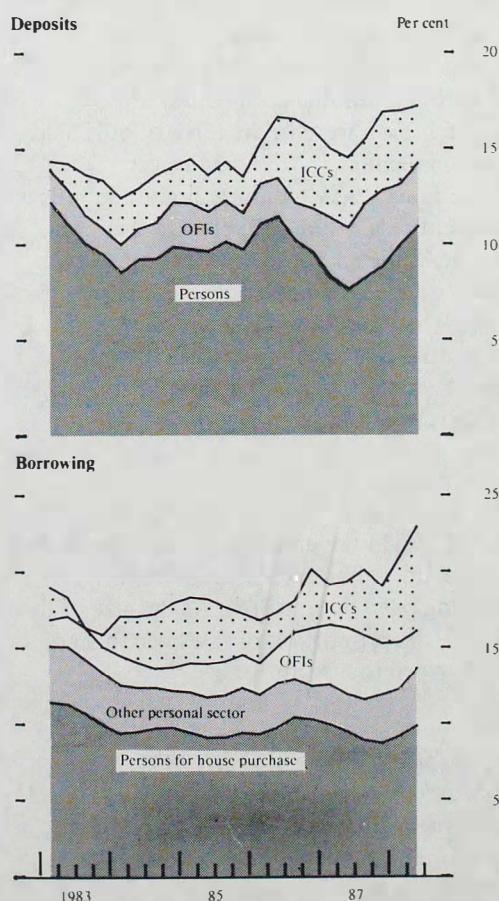 Deposits Per cent
20
15
ICCs
OFIs
10
Persons
5
Borrowing
25
ICCs
15
OFIs
Other personal sector
Persons for house purchase
5
1983 85 87